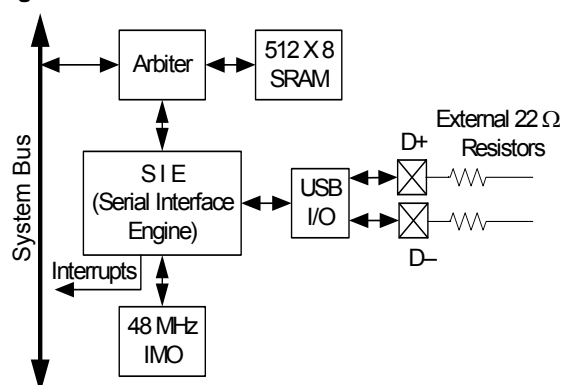 Arbiter
512 X 8
SRAM
System Bus
S I E
(Serial Interface
Engine)
USB
I/O
D+
D–
External 22 Ω
Resistors
Interrupts
48 MHz
IMO